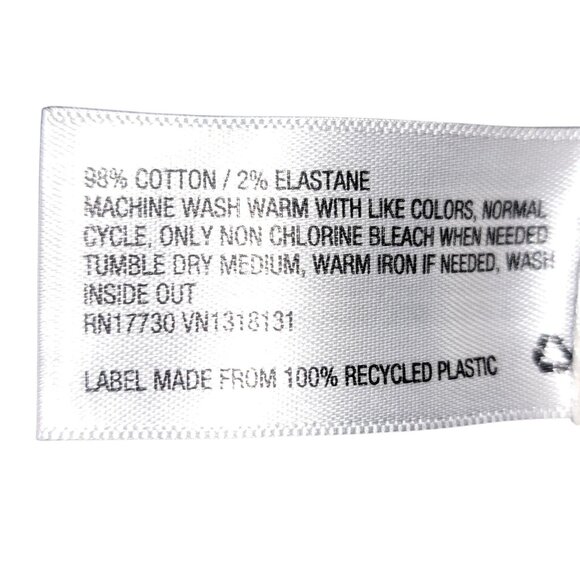 98% COTTON / 2% ELASTANE
MACHINE WASH WARM WITH LIKE COLORS, NORMAL
CYCLE, ONLY NON CHLORINE BLEACH WHEN NEEDED
TUMBLE DRY MEDIUM, WARM IRON IF NEEDED, WASH
INSIDE OUT
RN17730 VN1318131
LABEL MADE FROM 100% RECYCLED PLASTIC